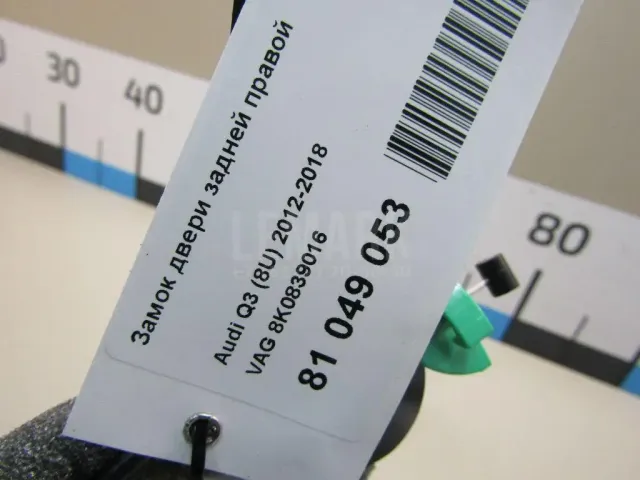 Замок двери задней правой
Audi Q3 (8U) 2012-2018
VAG 8K0839016
81 049 053
30
40
80